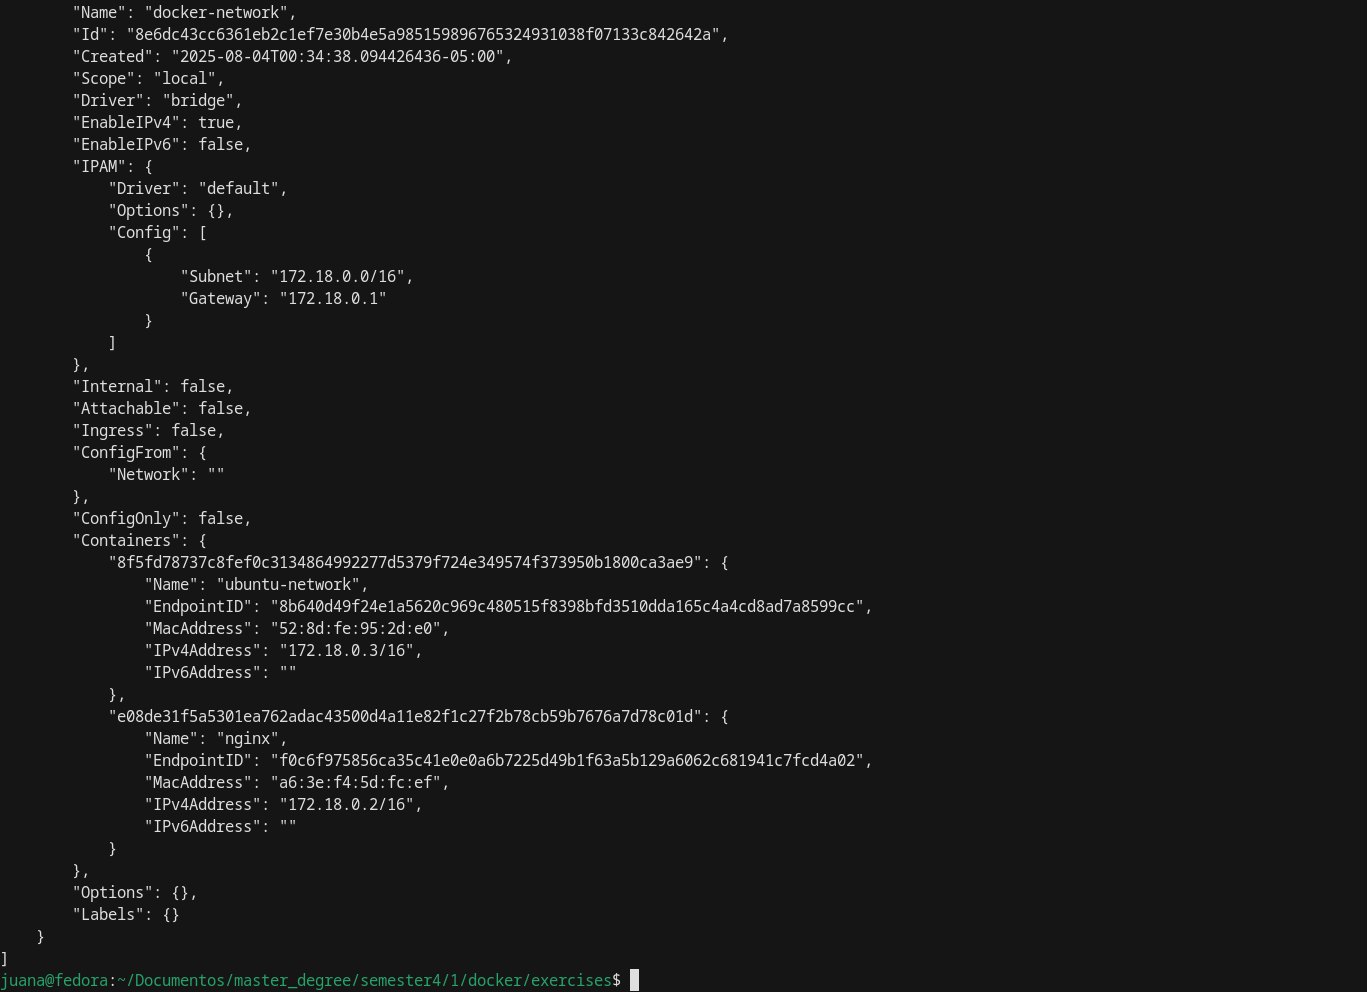 "Name": "docker-network",
        "Id": "8e6dc43cc6361eb2c1ef7e30b4e5a985159896765324931038f07133c842642a",
        "Created": "2025-08-04T00:34:38.094426436-05:00",
        "Scope": "local",
        "Driver": "bridge",
        "EnableIPv4": true,
        "EnableIPv6": false,
        "IPAM": {
            "Driver": "default",
            "Options": {},
            "Config": [
                {
                    "Subnet": "172.18.0.0/16",
                    "Gateway": "172.18.0.1"
                }
            ]
        },
        "Internal": false,
        "Attachable": false,
        "Ingress": false,
        "ConfigFrom": {
            "Network": ""
        },
        "ConfigOnly": false,
        "Containers": {
            "8f5fd78737c8fef0c3134864992277d5379f724e349574f373950b1800ca3ae9": {
                "Name": "ubuntu-network",
                "EndpointID": "8b640d49f24e1a5620c969c480515f8398bfd3510dda165c4a4cd8ad7a8599cc",
                "MacAddress": "52:8d:fe:95:2d:e0",
                "IPv4Address": "172.18.0.3/16",
                "IPv6Address": ""
            },
            "e08de31f5a5301ea762adac43500d4a11e82f1c27f2b78cb59b7676a7d78c01d": {
                "Name": "nginx",
                "EndpointID": "f0c6f975856ca35c41e0e0a6b7225d49b1f63a5b129a6062c681941c7fcd4a02",
                "MacAddress": "a6:3e:f4:5d:fc:ef",
                "IPv4Address": "172.18.0.2/16",
                "IPv6Address": ""
            }
        },
        "Options": {},
        "Labels": {}
    }
]
juana@fedora:~/Documentos/master_degree/semester4/1/docker/exercises$